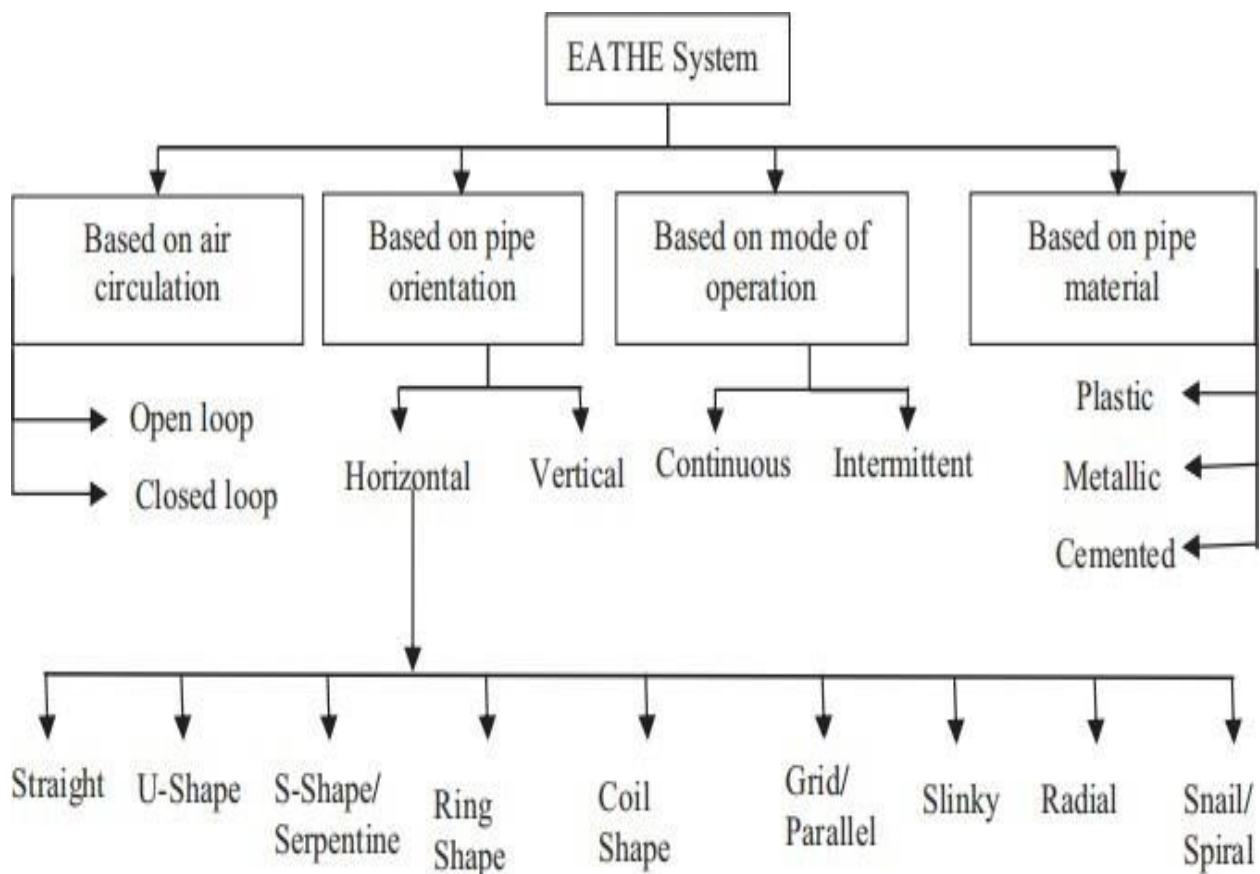 EATHE System
Based on air
circulation
Based on pipe
orientation
Based on mode of
operation
Based on pipe
material
Open loop
Closed loop
Horizontal
Vertical
Continuous
Intermittent
Plastic
Metallic
Cemented
Straight
U-Shape
S-Shape/
Serpentine
Ring
Shape
Coil
Shape
Grid/
Parallel
Slinky
Radial
Snail/
Spiral